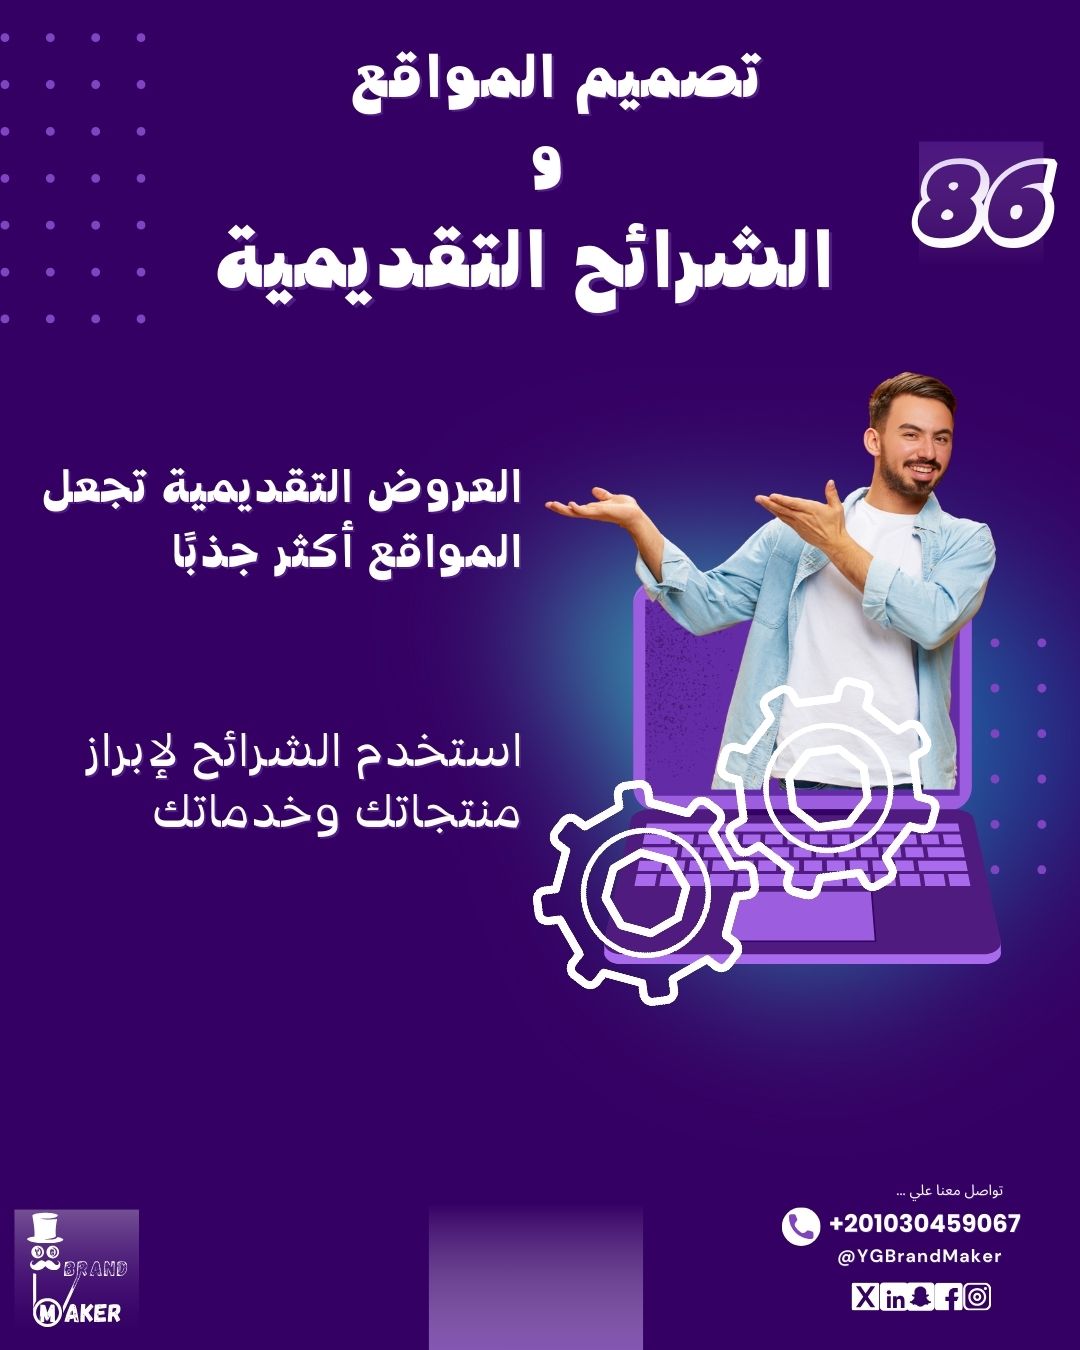 تصميم المواقع
و
الشرائح التقديمية
86
العروض التقديمية تجعل
المواقع أكثر جذبًا
استخدم الشرائح لإبراز
منتجاتك وخدماتك
تواصل معنا علي ...
+201030459067
@YGBrandMaker
BRAND
MAKER